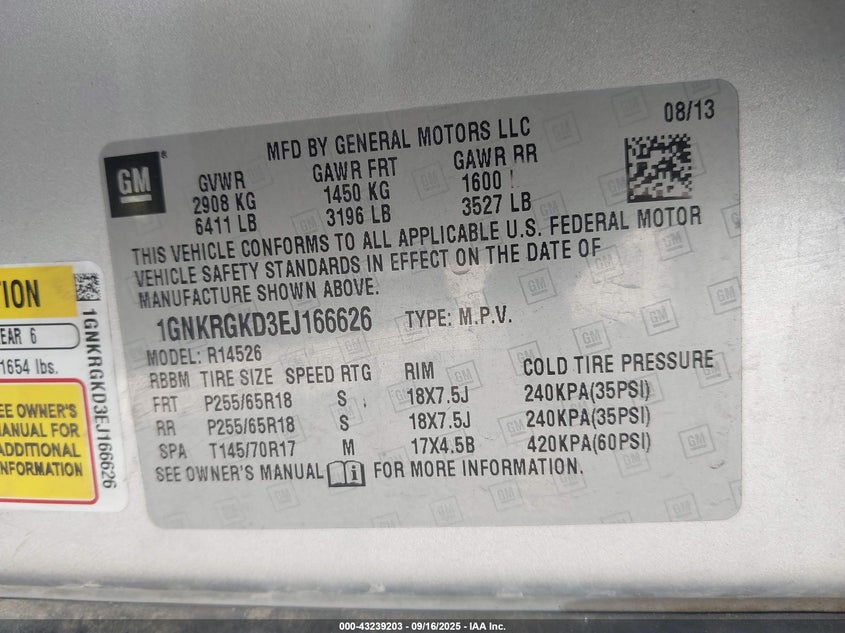 08/13
MFD BY GENERAL MOTORS LLC
GM
GVWR GAWR FRT GAWR RR
2908 KG 1450 KG 1600
6411 LB 3196 LB 3527 LB
THIS VEHICLE CONFORMS TO ALL APPLICABLE U.S. FEDERAL MOTOR
VEHICLE SAFETY STANDARDS IN EFFECT ON THE DATE OF
MANUFACTURE SHOWN ABOVE.
1GNKRGKD3EJ166626 TYPE: M.P.V.
MODEL: R14526
RBBM TIRE SIZE SPEED RTG RIM COLD TIRE PRESSURE
FRT P255/65R18 S 18X7.5J 240KPA(35PSI)
RR P255/65R18 S 18X7.5J 240KPA(35PSI)
SPA T145/70R17 M 17X4.5B 420KPA(60PSI)
SEE OWNER'S MANUAL FOR MORE INFORMATION.
TION
EAR 6
1654 lbs.
EE OWNER'S
MANUAL FOR
ADDITIONAL
INFORMATION
1GNKRGKD3EJ166626
000-43239203 - 09/16/2025 - IAA Inc.